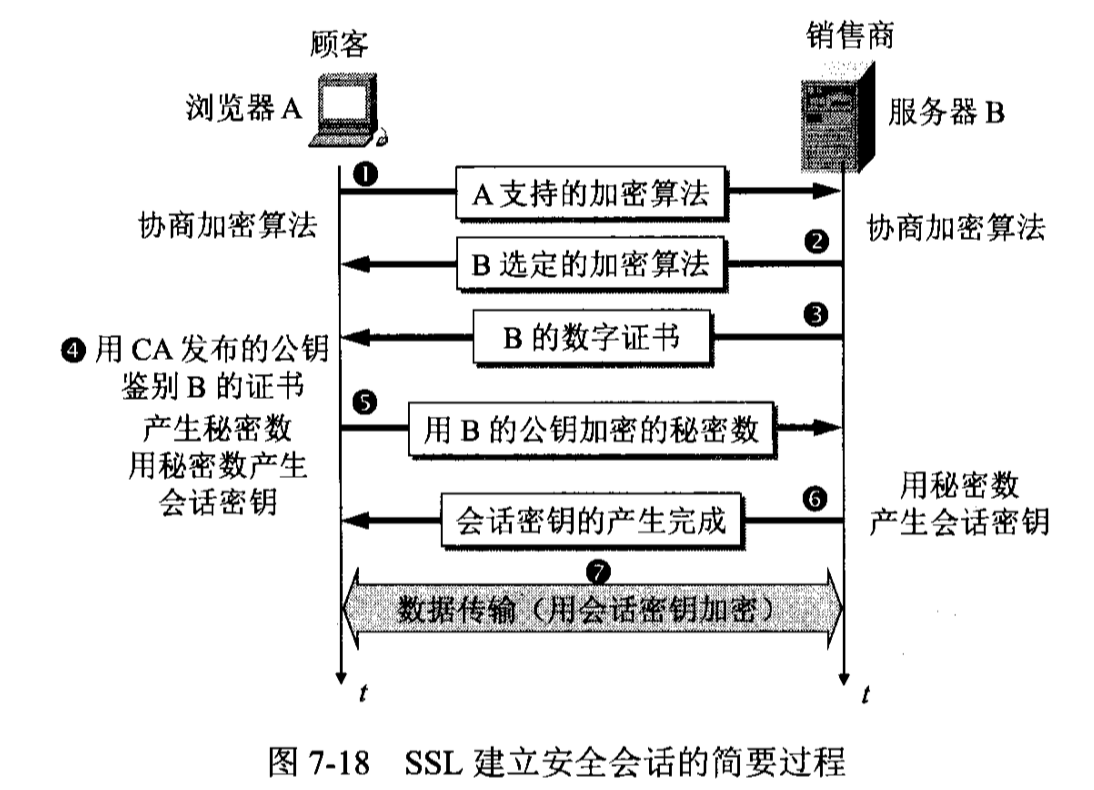 顾客
销售商
浏览器 A
服务器 B
❶
A 支持的加密算法
协商加密算法
协商加密算法
❷
B 选定的加密算法
❸
B 的数字证书
❹ 用 CA 发布的公钥
鉴别 B 的证书
❺
产生秘密数
用 B 的公钥加密的秘密数
用秘密数产生
会话密钥
❻
会话密钥的产生完成
用秘密数
产生会话密钥
❼
数据传输（用会话密钥加密）
t
t
图 7-18 SSL 建立安全会话的简要过程